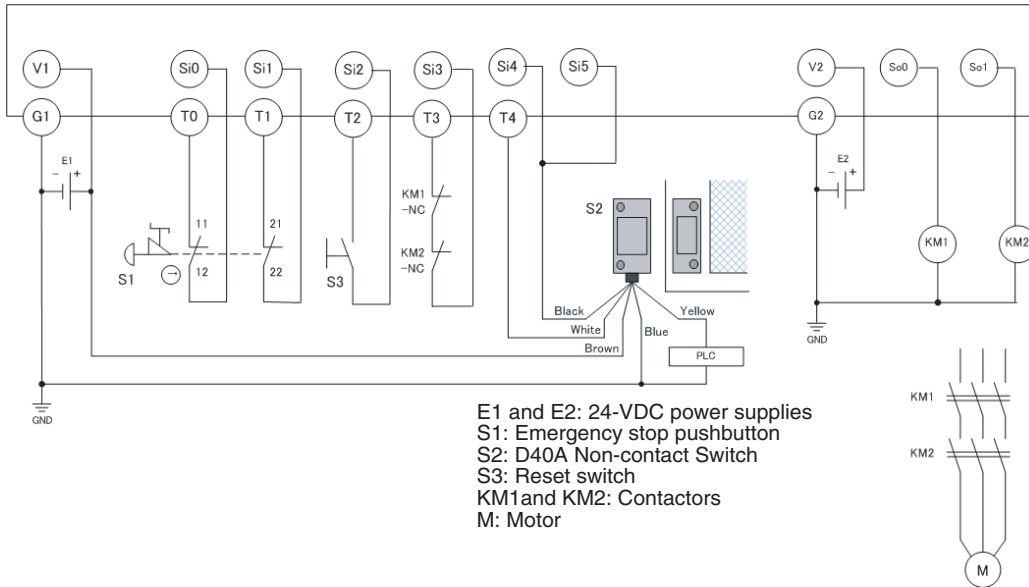 V1 Si0 Si1 Si2 Si3 Si4 Si5 V2 So0 So1
G1 T0 T1 T2 T3 T4 G2
E1
- +
E2
- +
S1
11
12
21
22
S3
KM1
-NC
KM2
-NC
S2
Black
White
Brown
Blue
Yellow
PLC
KM1
KM2
GND
GND
KM1
KM2
M
E1 and E2: 24-VDC power supplies
S1: Emergency stop pushbutton
S2: D40A Non-contact Switch
S3: Reset switch
KM1and KM2: Contactors
M: Motor